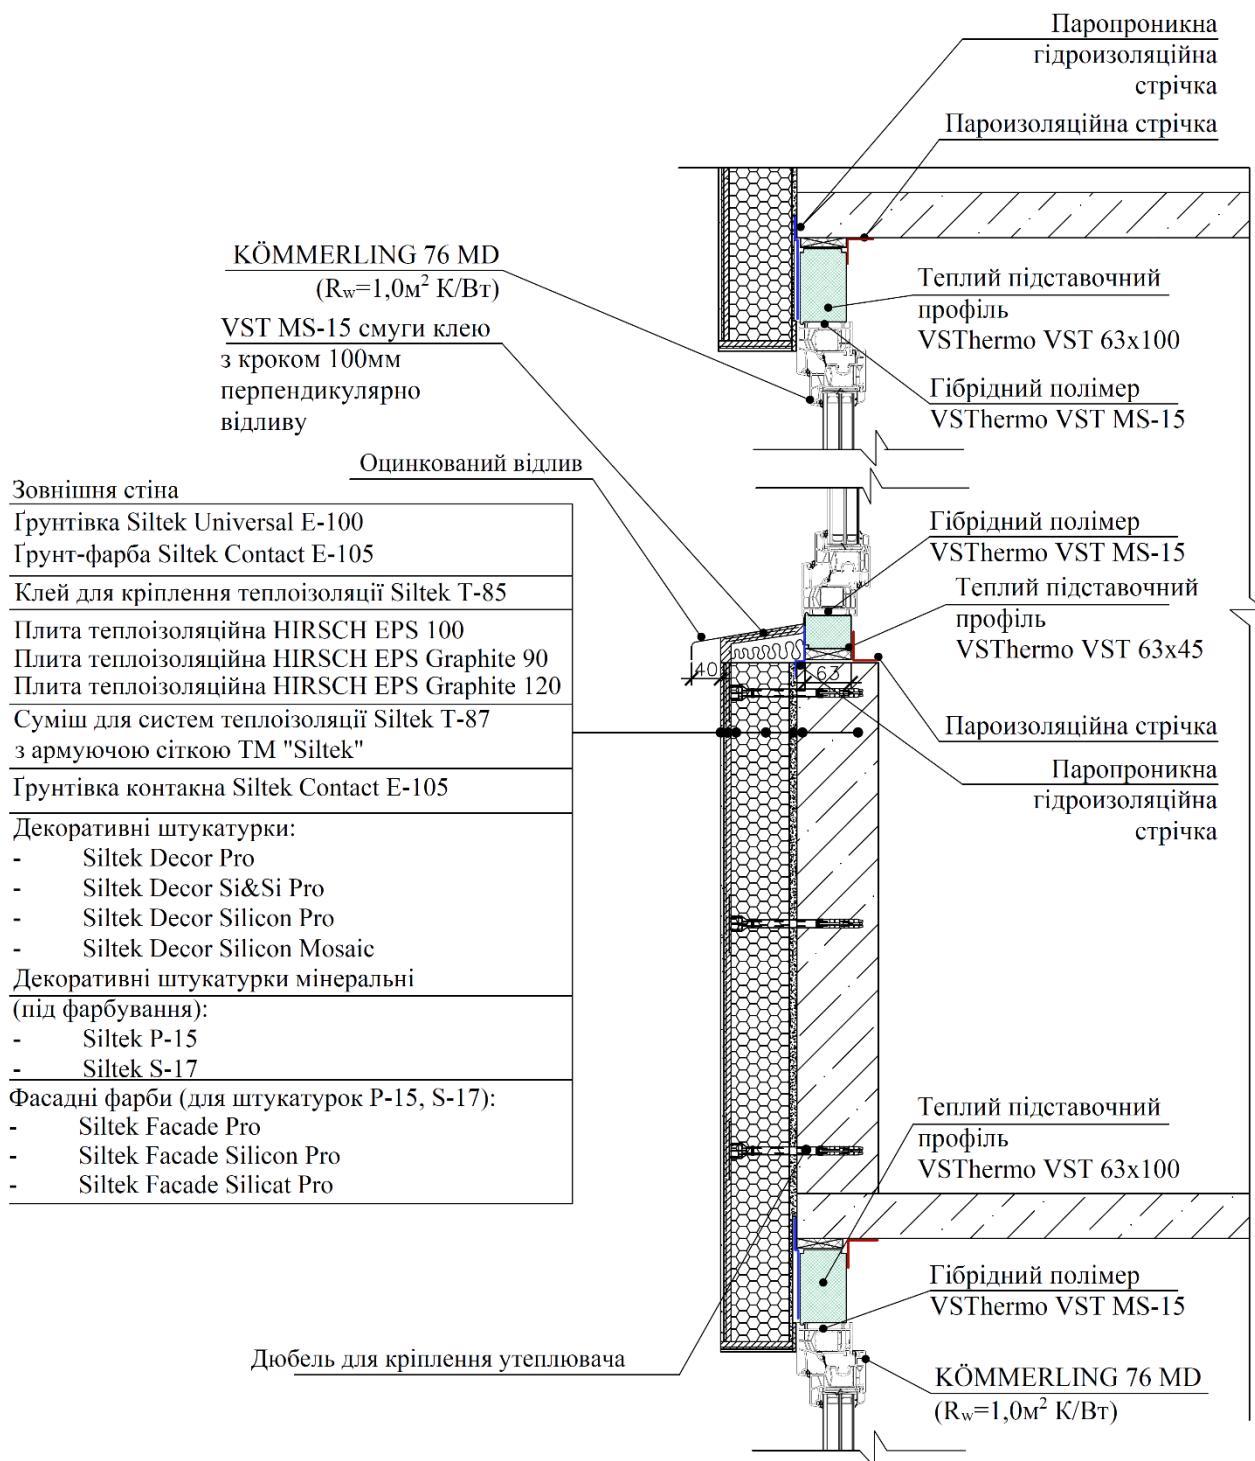 Паропроникна
гідроизоляційна
стрічка
Пароизоляційна стрічка
KÖMMERLING 76 MD
(Rw=1,0м² К/Вт)
VST MS-15 смуги клею
з кроком 100мм
перпендикулярно
відливу
Теплий підставочний
профіль
VSThermo VST 63x100
Гібрідний полімер
VSThermo VST MS-15
Оцинкований відлив
Зовнішня стіна
Ґрунтівка Siltek Universal E-100
Ґрунт-фарба Siltek Contact E-105
Клей для кріплення теплоізоляції Siltek T-85
Плита теплоізоляційна HIRSCH EPS 100
Плита теплоізоляційна HIRSCH EPS Graphite 90
Плита теплоізоляційна HIRSCH EPS Graphite 120
Суміш для систем теплоізоляції Siltek T-87
з армуючою сіткою ТМ "Siltek"
Ґрунтівка контакна Siltek Contact E-105
Декоративні штукатурки:
- Siltek Decor Pro
- Siltek Decor Si&Si Pro
- Siltek Decor Silicon Pro
- Siltek Decor Silicon Mosaic
Декоративні штукатурки мінеральні
(під фарбування):
- Siltek P-15
- Siltek S-17
Фасадні фарби (для штукатурок P-15, S-17):
- Siltek Facade Pro
- Siltek Facade Silicon Pro
- Siltek Facade Silicat Pro
Гібрідний полімер
VSThermo VST MS-15
Теплий підставочний
профіль
VSThermo VST 63x45
40
63
Пароизоляційна стрічка
Паропроникна
гідроизоляційна
стрічка
Теплий підставочний
профіль
VSThermo VST 63x100
Гібрідний полімер
VSThermo VST MS-15
Дюбель для кріплення утеплювача
KÖMMERLING 76 MD
(Rw=1,0м² К/Вт)